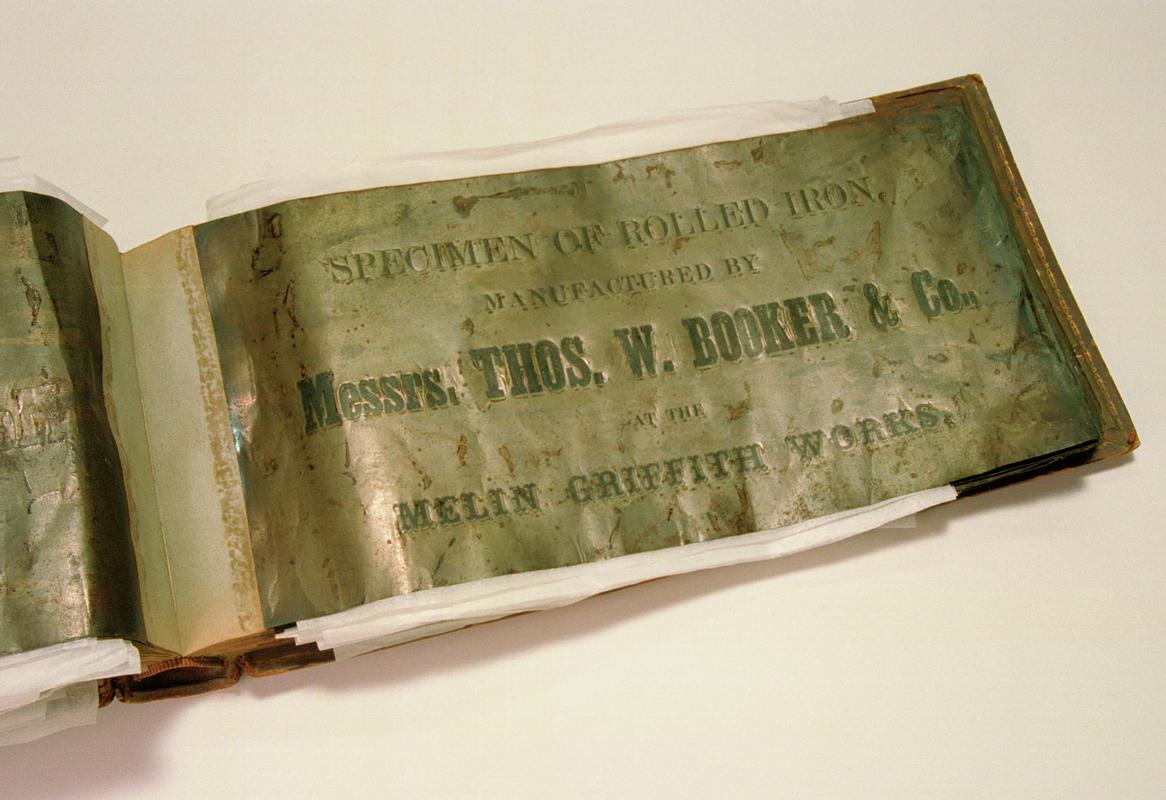 SPECIMEN OF ROLLED IRON,
MANUFACTURED BY
Messrs. THOS. W. BOOKER & Co.,
AT THE
MELIN GRIFFITH WORKS.